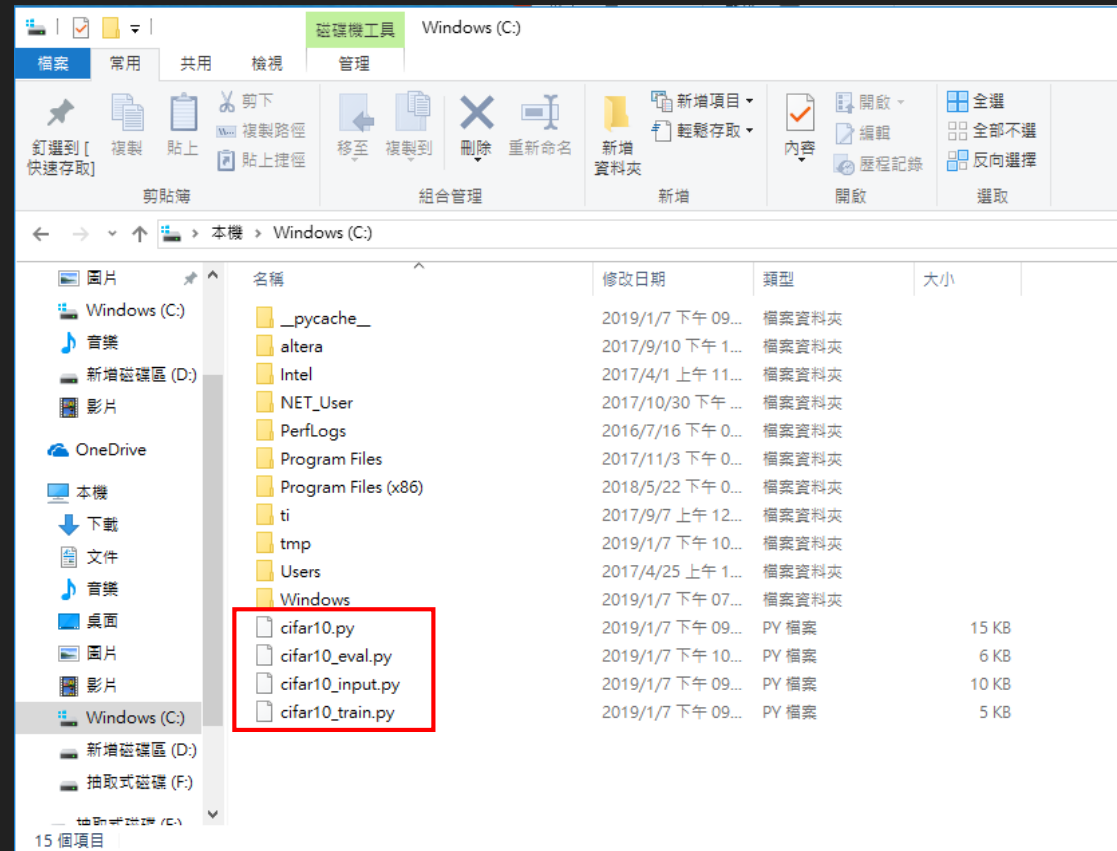 磁碟機工具 Windows (C:)
檔案 常用 共用 檢視 管理
釘選到 [快速存取]
複製
貼上
剪下
複製路徑
貼上捷徑
剪貼簿
移至
複製到
刪除
重新命名
組合管理
新增資料夾
新增項目
輕鬆存取
新增
內容
開啟
編輯
歷程記錄
開啟
全選
全部不選
反向選擇
選取
本機 > Windows (C:)
圖片
Windows (C:)
音樂
新增磁碟區 (D:)
影片
OneDrive
本機
下載
文件
音樂
桌面
圖片
影片
Windows (C:)
新增磁碟區 (D:)
抽取式磁碟 (F:)
名稱 修改日期 類型 大小
__pycache__ 2019/1/7 下午 09... 檔案資料夾
altera 2017/9/10 下午 1... 檔案資料夾
Intel 2017/4/1 上午 11... 檔案資料夾
NET_User 2017/10/30 下午 ... 檔案資料夾
PerfLogs 2016/7/16 下午 0... 檔案資料夾
Program Files 2017/11/3 下午 0... 檔案資料夾
Program Files (x86) 2018/5/22 下午 0... 檔案資料夾
ti 2017/9/7 上午 12... 檔案資料夾
tmp 2019/1/7 下午 10... 檔案資料夾
Users 2017/4/25 上午 1... 檔案資料夾
Windows 2019/1/7 下午 07... 檔案資料夾
cifar10.py 2019/1/7 下午 09... PY 檔案 15 KB
cifar10_eval.py 2019/1/7 下午 10... PY 檔案 6 KB
cifar10_input.py 2019/1/7 下午 09... PY 檔案 10 KB
cifar10_train.py 2019/1/7 下午 09... PY 檔案 5 KB
15 個項目